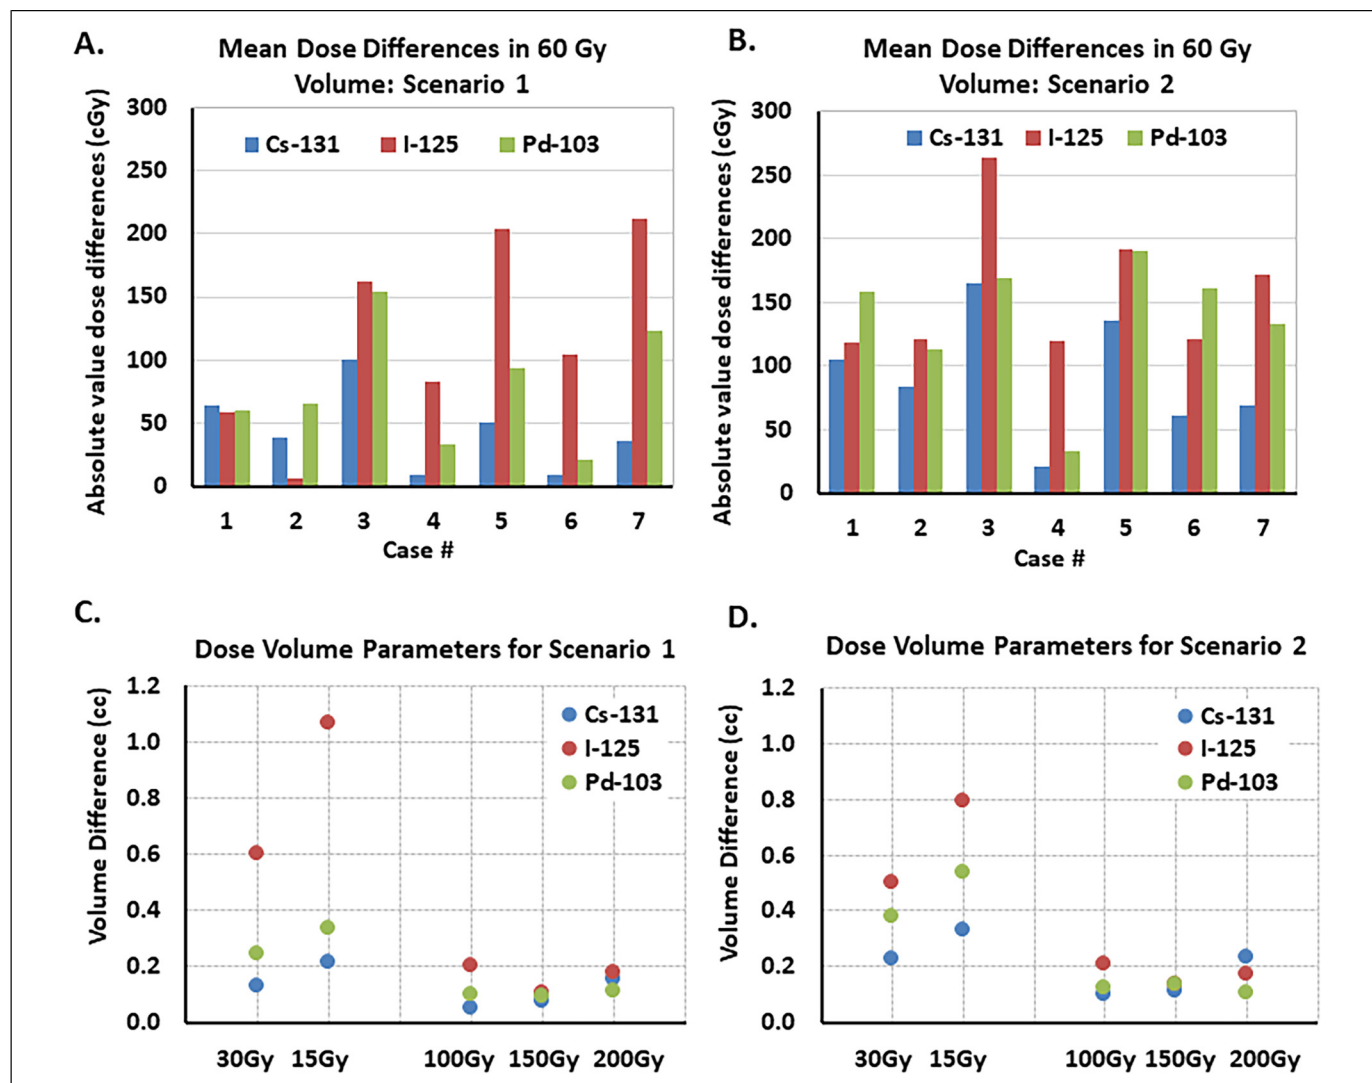 A.
Mean Dose Differences in 60 Gy
Volume: Scenario 1
Absolute value dose differences (cGy)
300
250
200
150
100
50
0
Cs-131 I-125 Pd-103
1 2 3 4 5 6 7
Case #
B.
Mean Dose Differences in 60 Gy
Volume: Scenario 2
Absolute value dose differences (cGy)
300
250
200
150
100
50
0
Cs-131 I-125 Pd-103
1 2 3 4 5 6 7
Case #
C.
Dose Volume Parameters for Scenario 1
Volume Difference (cc)
1.2
1.0
0.8
0.6
0.4
0.2
0.0
Cs-131
I-125
Pd-103
30Gy 15Gy 100Gy 150Gy 200Gy
D.
Dose Volume Parameters for Scenario 2
Volume Difference (cc)
1.2
1.0
0.8
0.6
0.4
0.2
0.0
Cs-131
I-125
Pd-103
30Gy 15Gy 100Gy 150Gy 200Gy